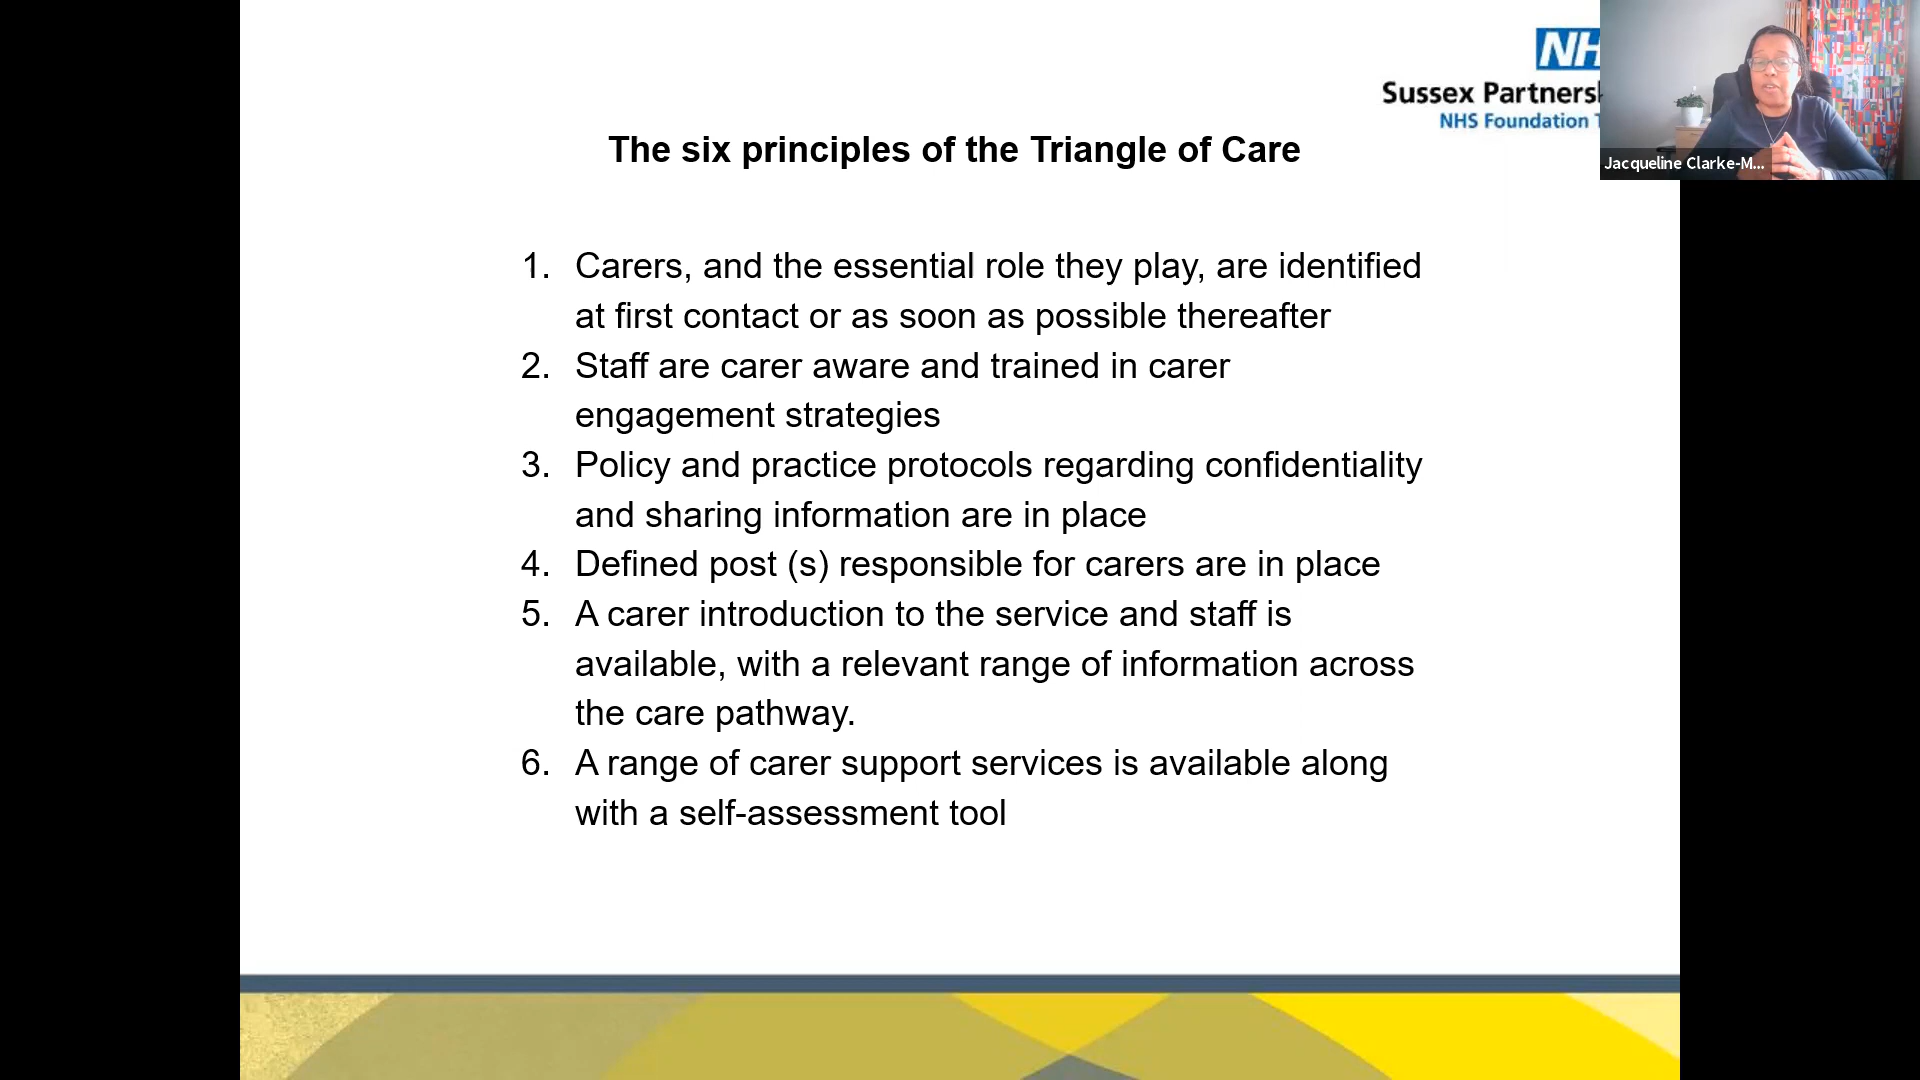 NH
Sussex Partners
NHS Foundation T
Jacqueline Clarke-M...
The six principles of the Triangle of Care
1. Carers, and the essential role they play, are identified
at first contact or as soon as possible thereafter
2. Staff are carer aware and trained in carer
engagement strategies
3. Policy and practice protocols regarding confidentiality
and sharing information are in place
4. Defined post (s) responsible for carers are in place
5. A carer introduction to the service and staff is
available, with a relevant range of information across
the care pathway.
6. A range of carer support services is available along
with a self-assessment tool